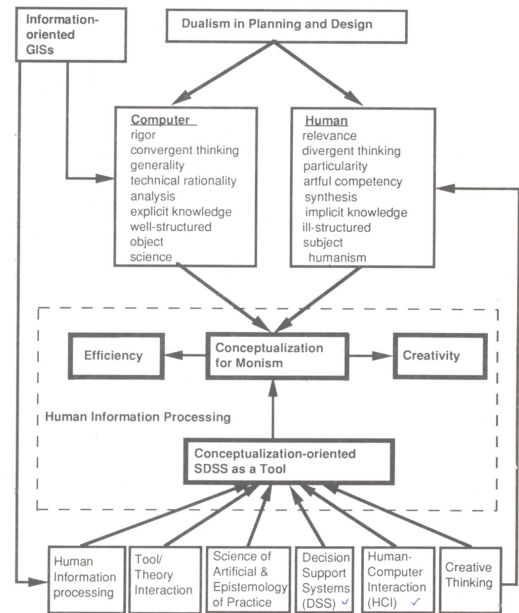 Information-
oriented
GISs
Dualism in Planning and Design
Computer
rigor
convergent thinking
generality
technical rationality
analysis
explicit knowledge
well-structured
object
science
Human
relevance
divergent thinking
particularity
artful competency
synthesis
implicit knowledge
ill-structured
subject
humanism
Efficiency
Conceptualization
for Monism
Creativity
Human Information Processing
Conceptualization-oriented
SDSS as a Tool
Human
Information
processing
Tool/
Theory
Interaction
Science of
Artificial &
Epistemology
of Practice
Decision
Support
Systems
(DSS)
Human-
Computer
Interaction
(HCI)
Creative
Thinking